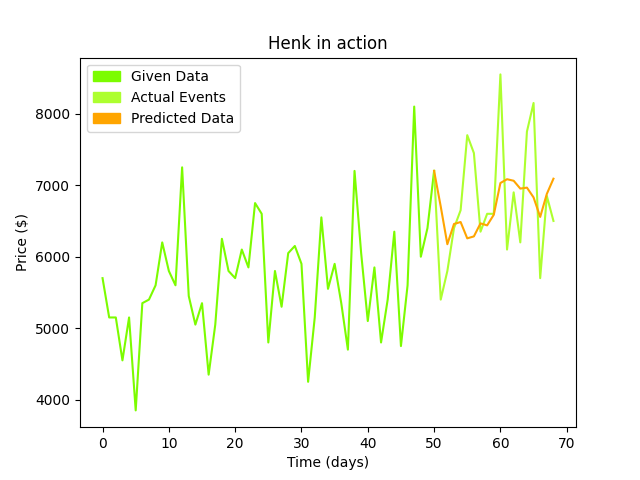 Henk in action
Given Data
Actual Events
Predicted Data
Price ($)
8000
7000
6000
5000
4000
0 10 20 30 40 50 60 70
Time (days)